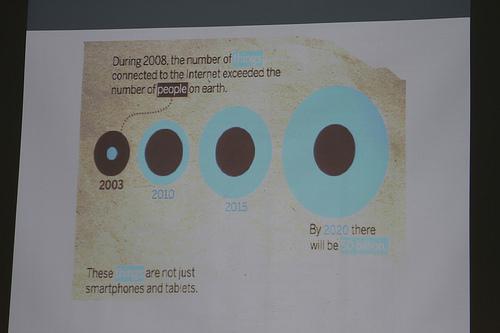 During 2008, the number of things
connected to the Internet exceeded the
number of people on earth.
2003
2010
2015
By 2020 there
will be 50 billion.
These things are not just
smartphones and tablets.